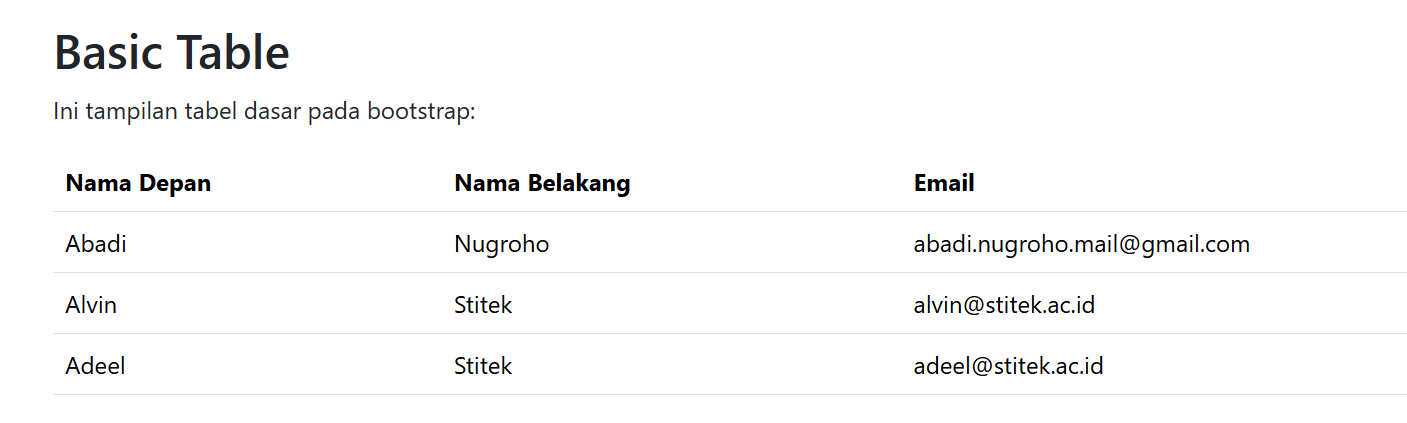 Basic Table
Ini tampilan tabel dasar pada bootstrap:
Nama Depan Nama Belakang Email
Abadi Nugroho abadi.nugroho.mail@gmail.com
Alvin Stitek alvin@stitek.ac.id
Adeel Stitek adeel@stitek.ac.id